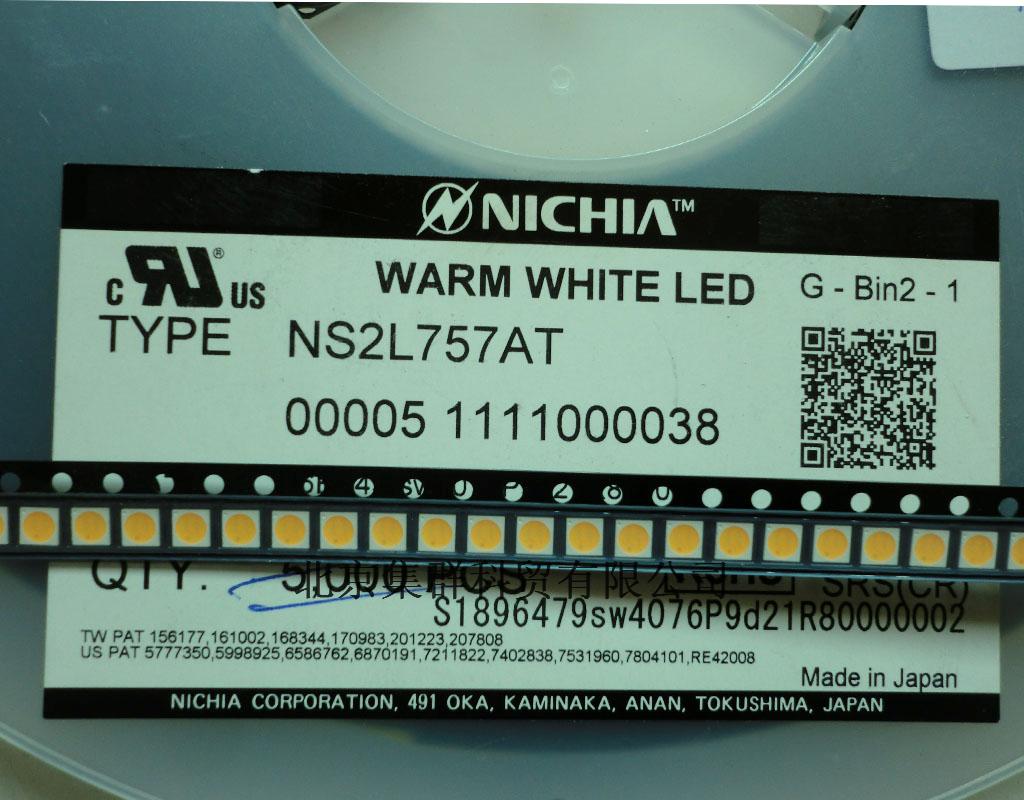 NICHIA™
c RU® US
WARM WHITE LED
G - Bin2 - 1
TYPE NS2L757AT
00005 1111000038
QTY.
北京集群科贸有限公司
SRS(CR)
S1896479sw4076P9d21R80000002
TW PAT 156177,161002,168344,170983,201223,207808
US PAT 5777350,5998925,6586762,6870191,7211822,7402838,7531960,7804101,RE42008
Made in Japan
NICHIA CORPORATION, 491 OKA, KAMINAKA, ANAN, TOKUSHIMA, JAPAN